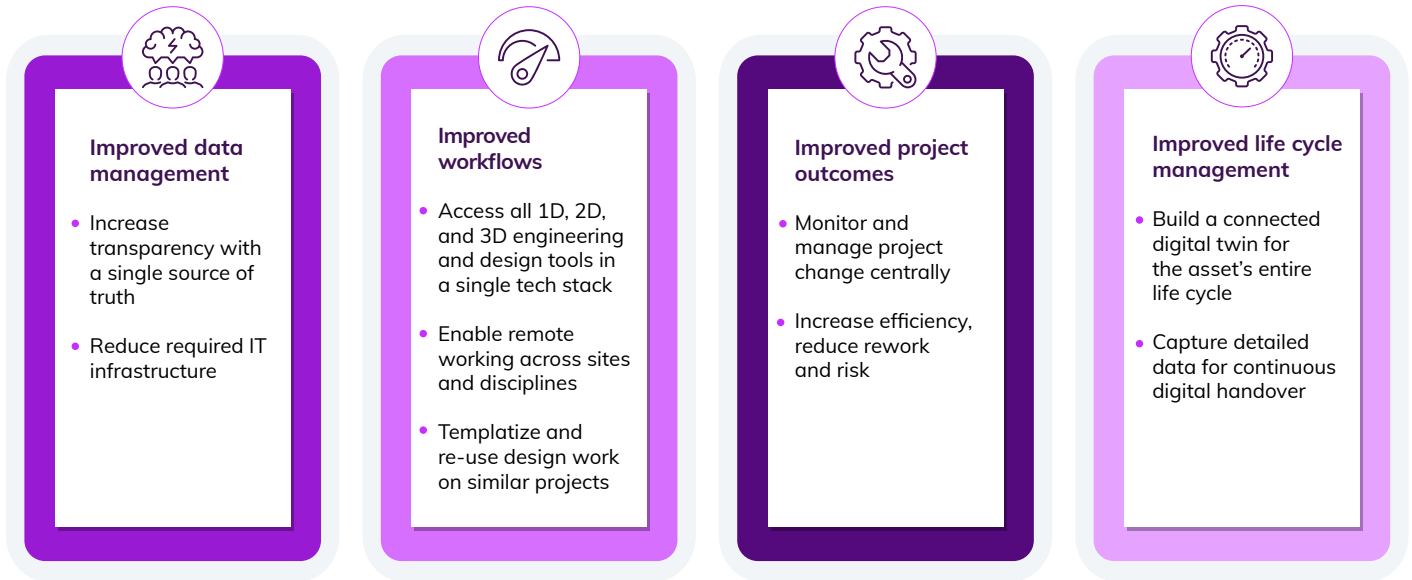 Improved data
management
• Increase
transparency with
a single source of
truth
• Reduce required IT
infrastructure
Improved
workflows
• Access all 1D, 2D,
and 3D engineering
and design tools in
a single tech stack
• Enable remote
working across sites
and disciplines
• Templatize and
re-use design work
on similar projects
Improved project
outcomes
• Monitor and
manage project
change centrally
• Increase efficiency,
reduce rework
and risk
Improved life cycle
management
• Build a connected
digital twin for
the asset’s entire
life cycle
• Capture detailed
data for continuous
digital handover